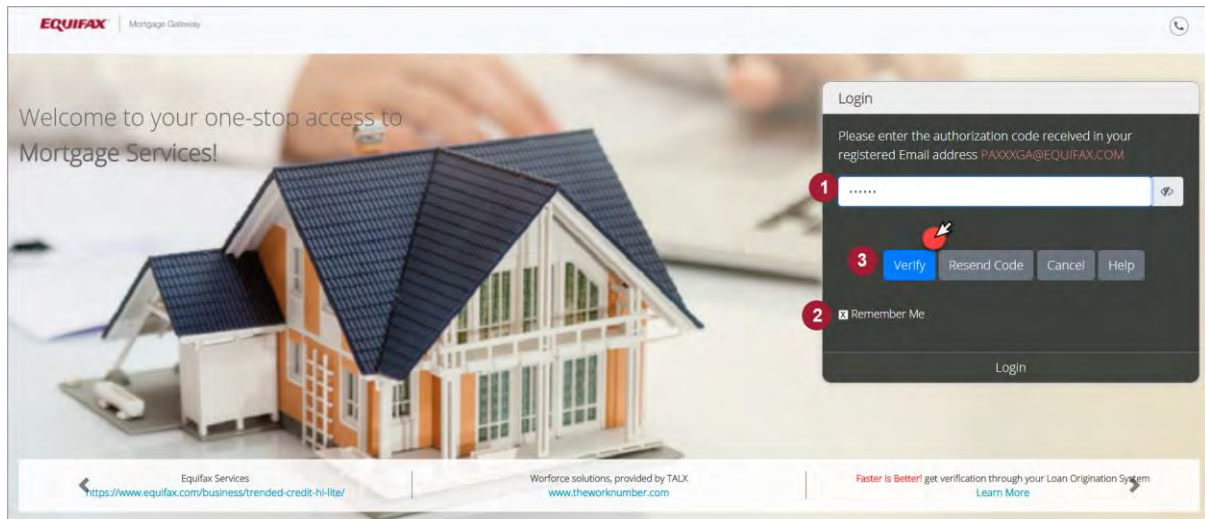 EQUIFAX
Mortgage Gateway
Welcome to your one-stop access to
Mortgage Services!
Login
Please enter the authorization code received in your
registered Email address PAXXXGA@EQUIFAX.COM
1
3
Verify Resend Code Cancel Help
2
x Remember Me
Login
Equifax Services
https://www.equifax.com/business/trended-credit-hi-lite/
Worforce solutions, provided by TALX
www.theworknumber.com
Faster is Better! get verification through your Loan Origination System
Learn More